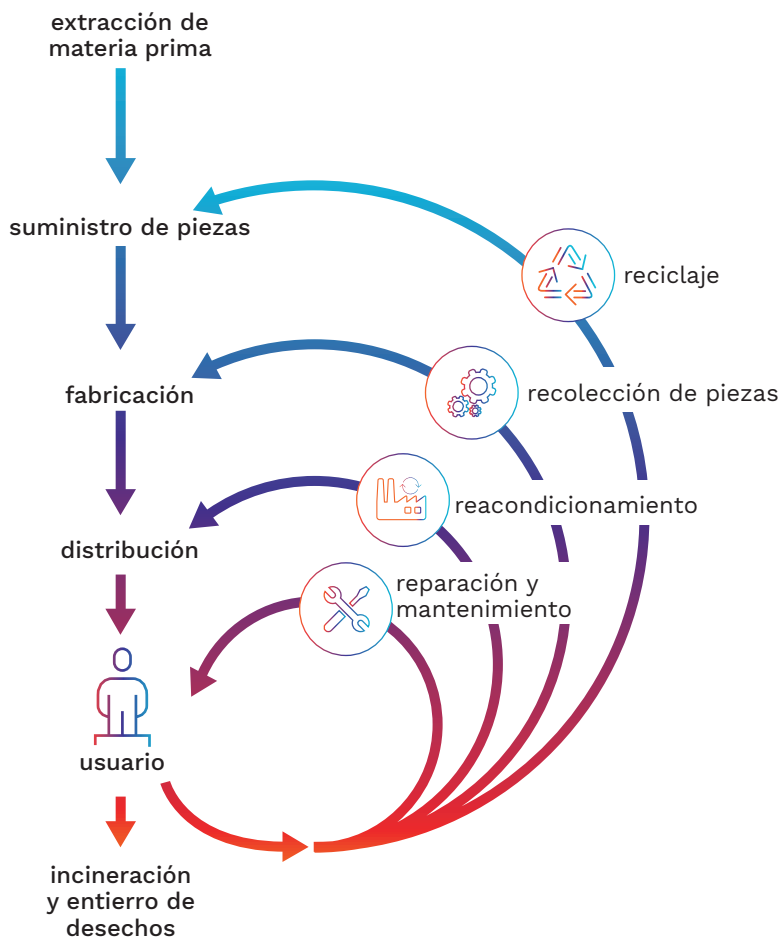 extracción de
materia prima
suministro de piezas
reciclaje
fabricación
recolección de piezas
distribución
reacondicionamiento
reparación y
mantenimiento
usuario
incineración
y entierro de
desechos